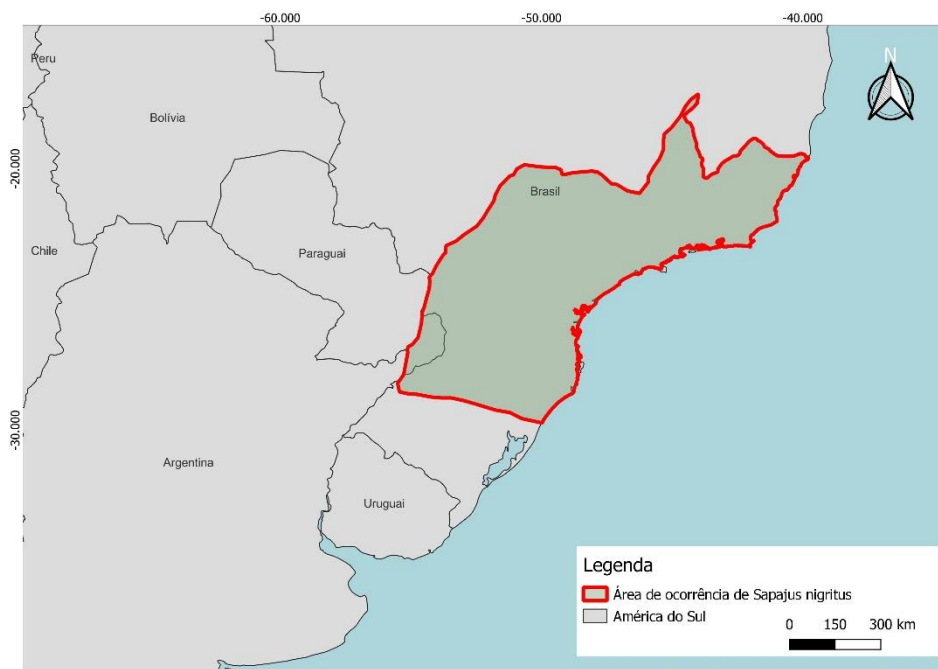 -60.000
-50.000
-40.000
Peru
N
Bolívia
-20.000
Brasil
Chile
Paraguai
-30.000
Argentina
Uruguai
Legenda
Área de ocorrência de Sapajus nigritus
América do Sul
0 150 300 km